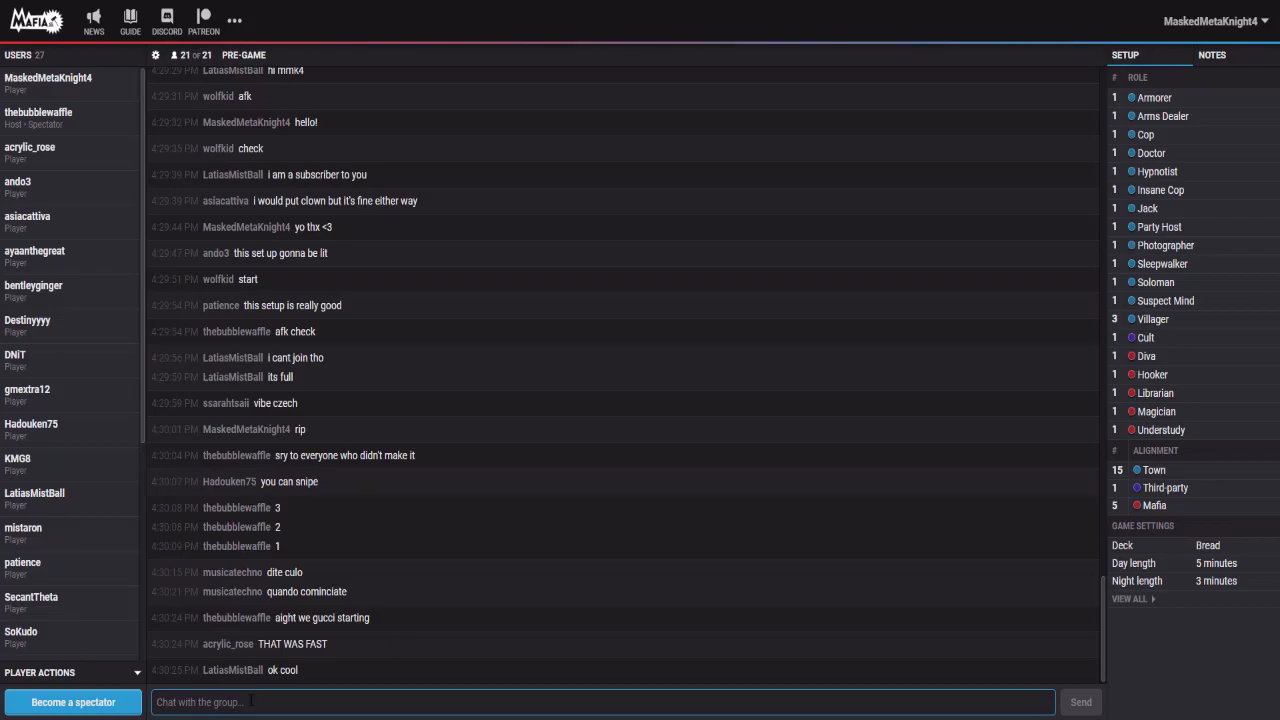 MAFIA.GG
NEWS
GUIDE
DISCORD
PATREON
MaskedMetaKnight4
USERS 27
MaskedMetaKnight4
Player
thebubblewaffle
Host • Spectator
acrylic_rose
Player
ando3
Player
asiacattiva
Player
ayaanthegreat
Player
bentleyginger
Player
Destinyyyy
Player
DNiT
Player
gmextra12
Player
Hadouken75
Player
KMG8
Player
LatiasMistBall
Player
mistaron
Player
patience
Player
SecantTheta
Player
SoKudo
Player
PLAYER ACTIONS
Become a spectator
21 OF 21 PRE-GAME
4:29:29 PM LatiasMistBall hi mmk4
4:29:31 PM wolfkid afk
4:29:32 PM MaskedMetaKnight4 hello!
4:29:35 PM wolfkid check
4:29:39 PM LatiasMistBall i am a subscriber to you
4:29:39 PM asiacattiva i would put clown but it's fine either way
4:29:44 PM MaskedMetaKnight4 yo thx <3
4:29:47 PM ando3 this set up gonna be lit
4:29:51 PM wolfkid start
4:29:54 PM patience this setup is really good
4:29:54 PM thebubblewaffle afk check
4:29:56 PM LatiasMistBall i cant join tho
4:29:59 PM LatiasMistBall its full
4:29:59 PM ssarahtsaii vibe czech
4:30:01 PM MaskedMetaKnight4 rip
4:30:04 PM thebubblewaffle sry to everyone who didn't make it
4:30:07 PM Hadouken75 you can snipe
4:30:08 PM thebubblewaffle 3
4:30:08 PM thebubblewaffle 2
4:30:09 PM thebubblewaffle 1
4:30:15 PM musicatechno dite culo
4:30:21 PM musicatechno quando cominciate
4:30:24 PM thebubblewaffle aight we gucci starting
4:30:24 PM acrylic_rose THAT WAS FAST
4:30:25 PM LatiasMistBall ok cool
Chat with the group...
Send
SETUP
NOTES
# ROLE
1 Armorer
1 Arms Dealer
1 Cop
1 Doctor
1 Hypnotist
1 Insane Cop
1 Jack
1 Party Host
1 Photographer
1 Sleepwalker
1 Soloman
1 Suspect Mind
3 Villager
1 Cult
1 Diva
1 Hooker
1 Librarian
1 Magician
1 Understudy
# ALIGNMENT
15 Town
1 Third-party
5 Mafia
GAME SETTINGS
Deck Bread
Day length 5 minutes
Night length 3 minutes
VIEW ALL